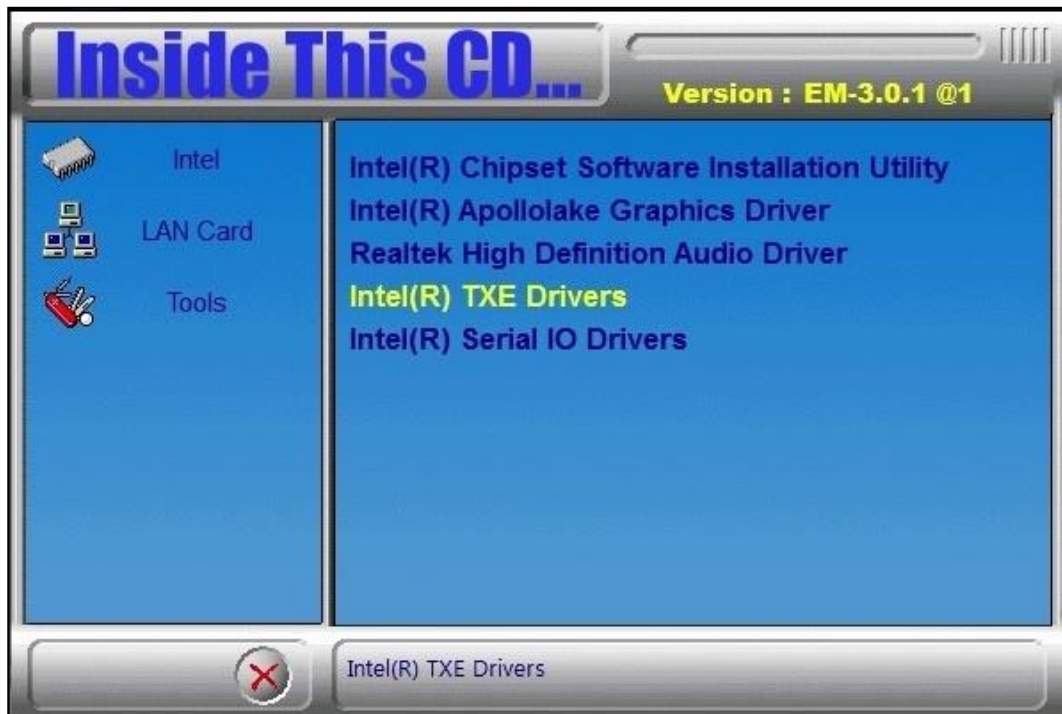 Inside This CD...
Version : EM-3.0.1 @1
Intel
LAN Card
Tools
Intel(R) Chipset Software Installation Utility
Intel(R) Apollolake Graphics Driver
Realtek High Definition Audio Driver
Intel(R) TXE Drivers
Intel(R) Serial IO Drivers
Intel(R) TXE Drivers